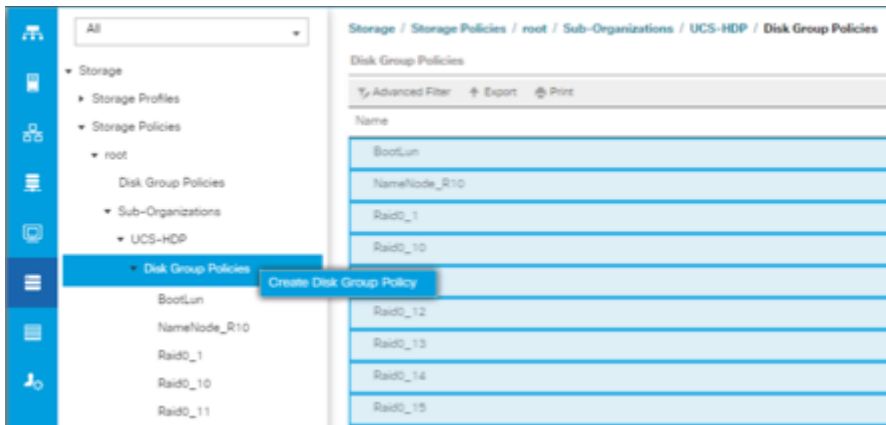 All
Storage
Storage Profiles
Storage Policies
root
Disk Group Policies
Sub-Organizations
UCS-HDP
Disk Group Policies
BootLun
NameNode_R10
Raid0_1
Raid0_10
Raid0_11
Create Disk Group Policy
Storage / Storage Policies / root / Sub-Organizations / UCS-HDP / Disk Group Policies
Disk Group Policies
Advanced Filter Export Print
Name
BootLun
NameNode_R10
Raid0_1
Raid0_10
Raid0_12
Raid0_13
Raid0_14
Raid0_15